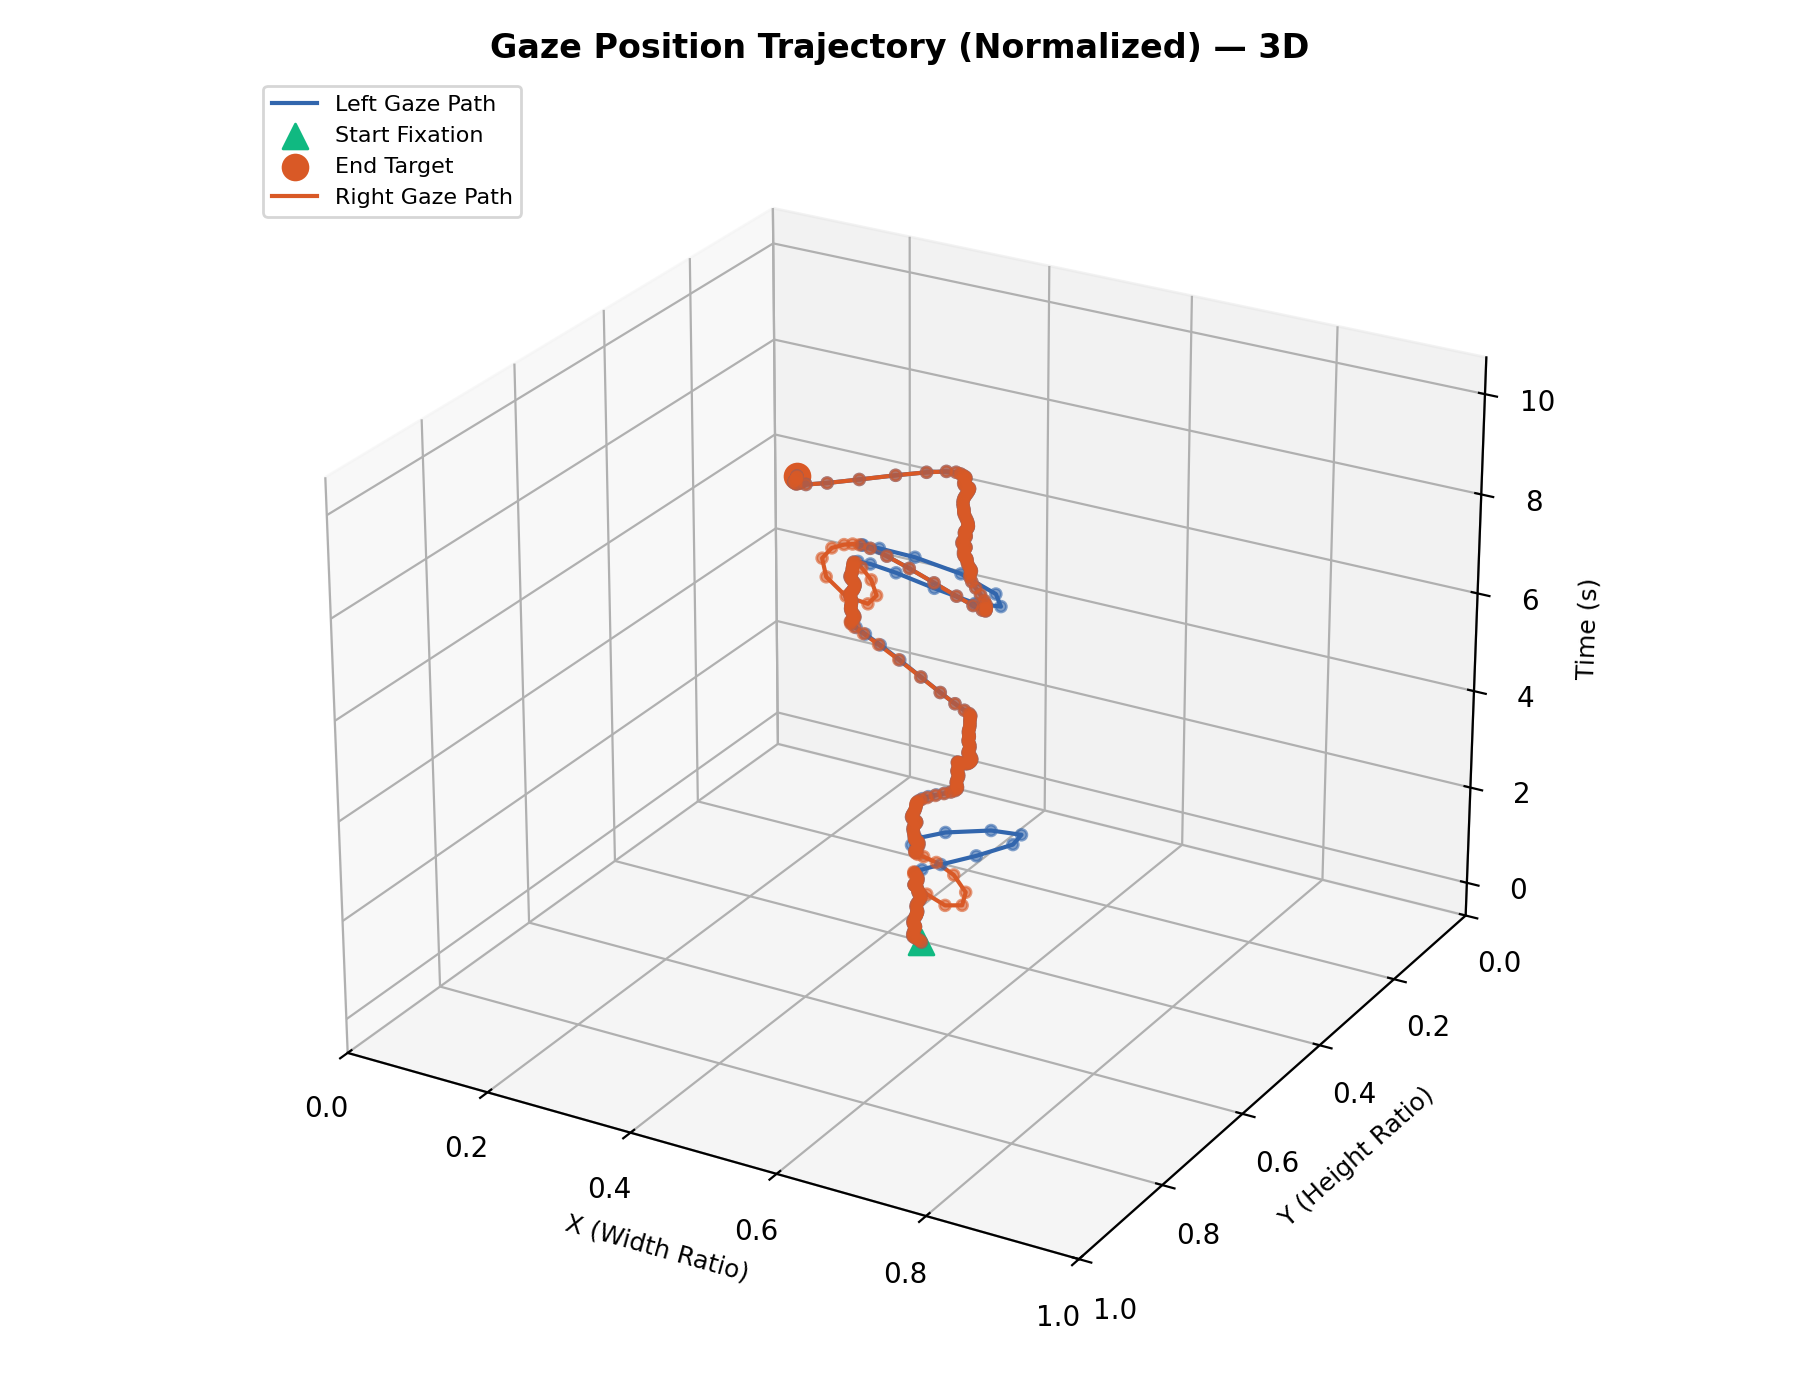 Gaze Position Trajectory (Normalized) — 3D
Left Gaze Path
Start Fixation
End Target
Right Gaze Path
10
8
6
4
2
0
Time (s)
0.0
0.2
0.4
0.6
0.8
1.0
Y (Height Ratio)
0.0
0.2
0.4
0.6
0.8
1.0
X (Width Ratio)